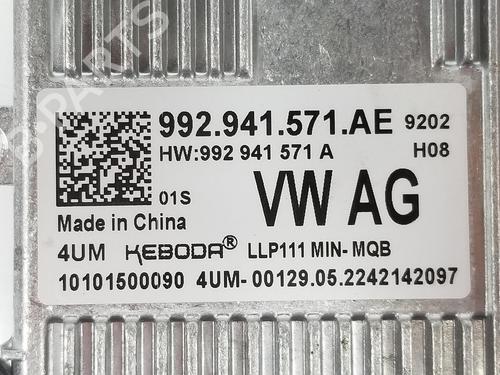 992.941.571.AE 9202
HW:992 941 571 A H08
01S
VW AG
Made in China
4UM KEBODA® LLP111 MIN-MQB
10101500090 4UM-00129.05.2242142097
B-PARTS